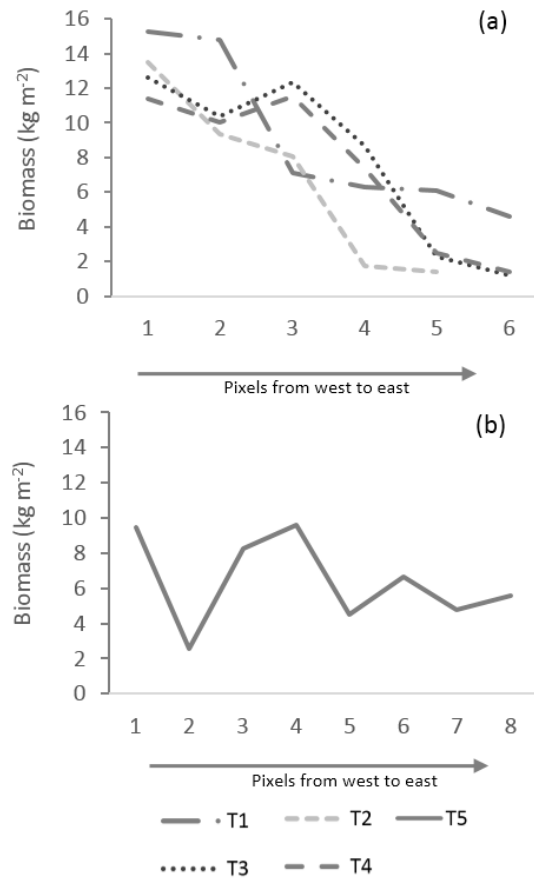 (a)
Biomass (kg m-2)
16
14
12
10
8
6
4
2
0
1 2 3 4 5 6
Pixels from west to east
(b)
Biomass (kg m-2)
16
14
12
10
8
6
4
2
0
1 2 3 4 5 6 7 8
Pixels from west to east
T1 T2 T5
T3 T4